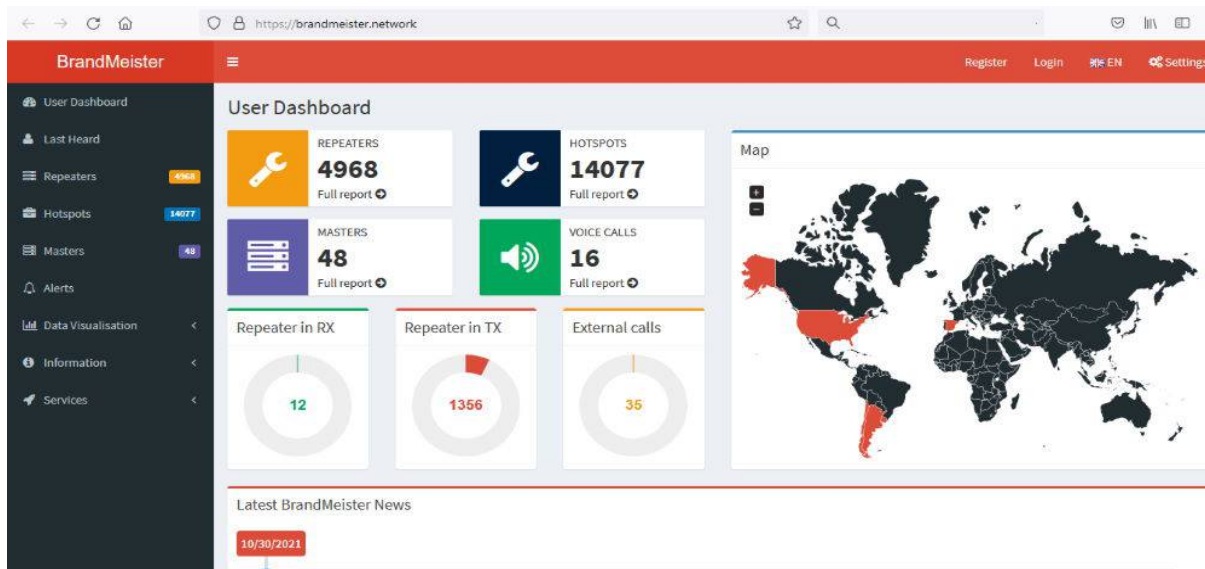 https://brandmeister.network
BrandMeister
Register
Login
EN
Settings
User Dashboard
Last Heard
Repeaters 4968
Hotspots 14077
Masters 48
Alerts
Data Visualisation
Information
Services
User Dashboard
REPEATERS
4968
Full report
HOTSPOTS
14077
Full report
MASTERS
48
Full report
VOICE CALLS
16
Full report
Map
+
−
Repeater in RX
12
Repeater in TX
1356
External calls
35
Latest BrandMeister News
10/30/2021